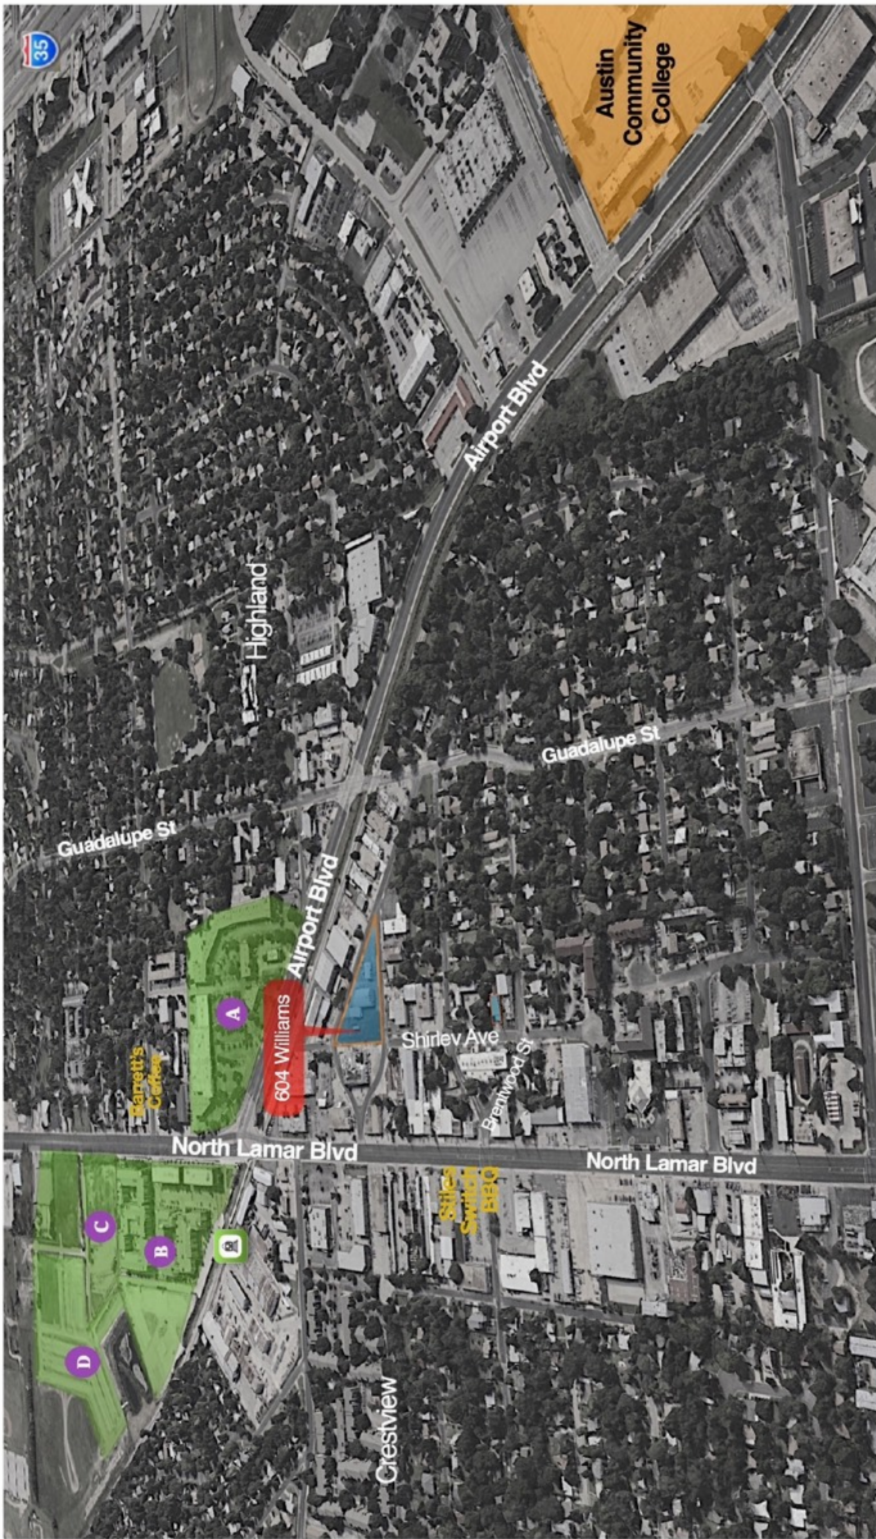 35
Austin
Community
College
Airport Blvd
Highland
Guadalupe St
Guadalupe St
Airport Blvd
A
604 Williams
Barrett's
Coffee
Shirley Ave
Brentwood St
North Lamar Blvd
North Lamar Blvd
Stiles
Switch
BBQ
C
B
D
Crestview